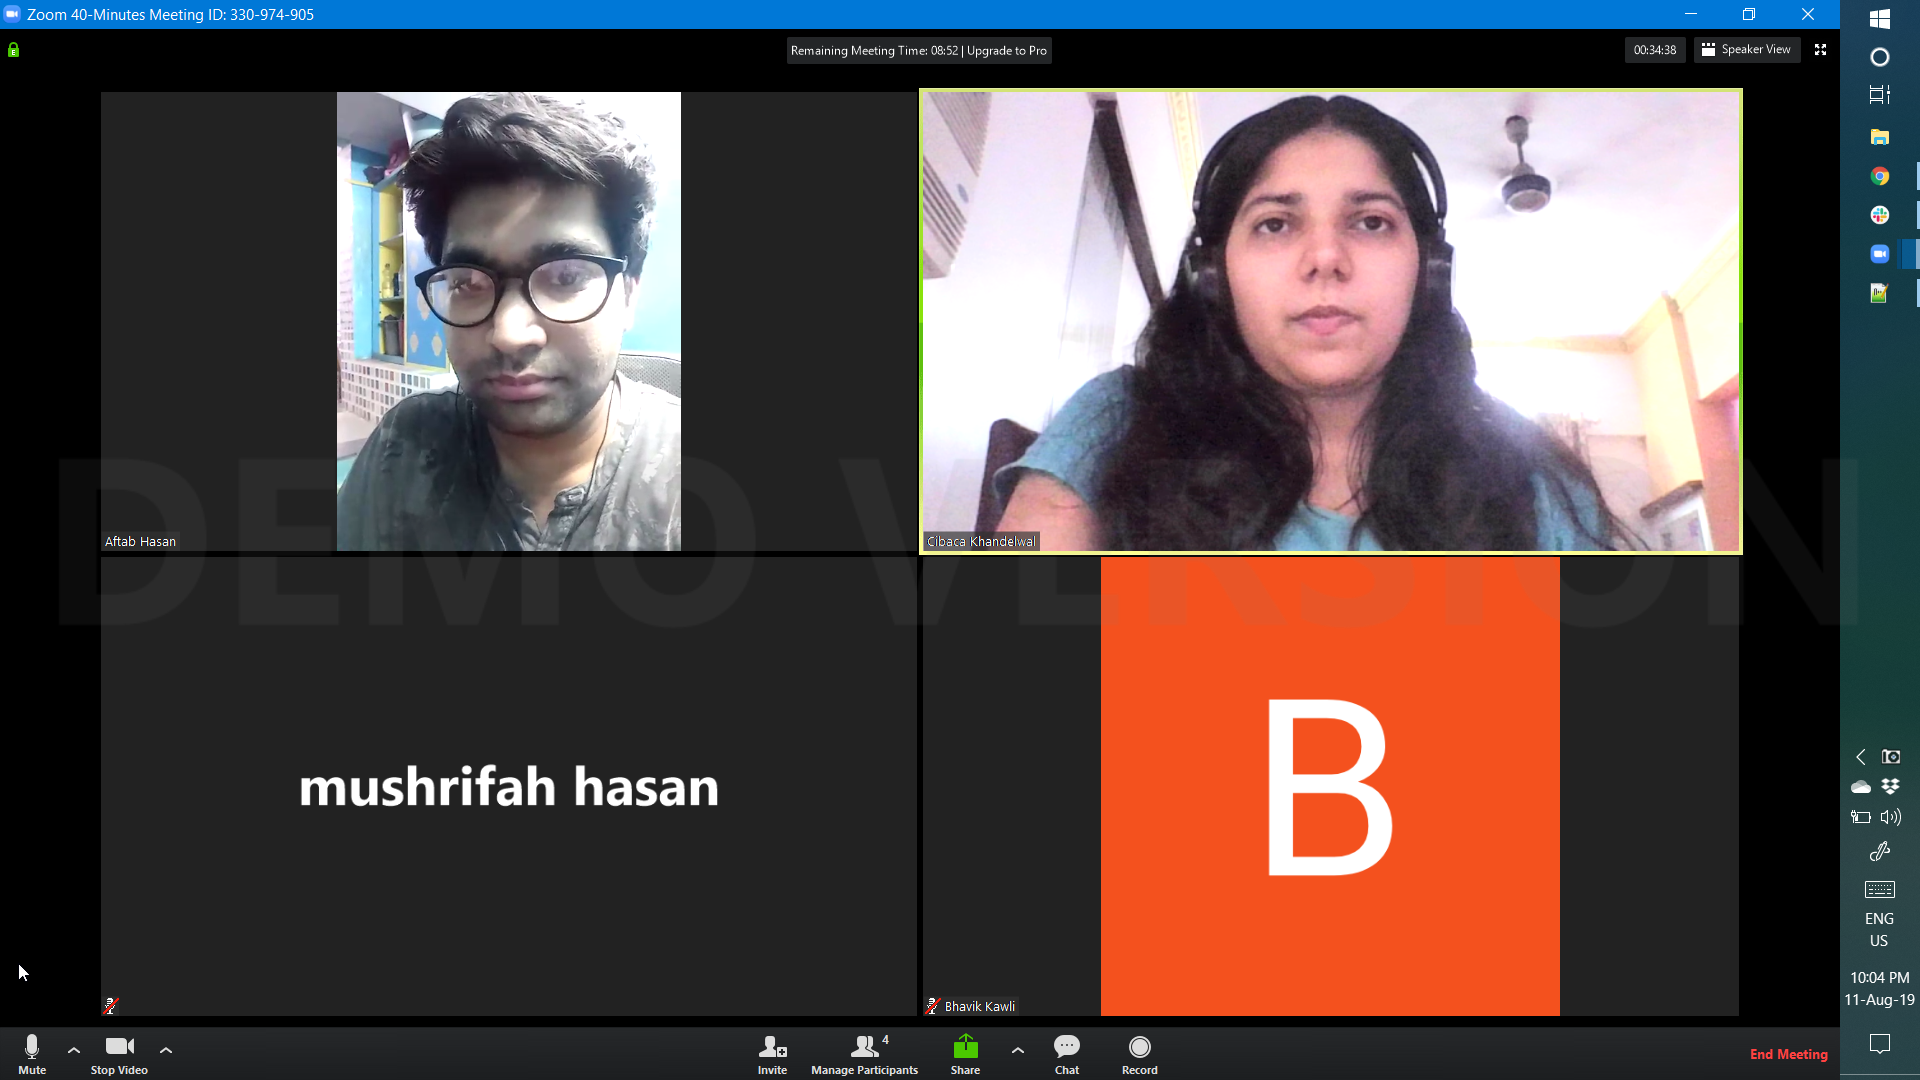 Zoom 40-Minutes Meeting ID: 330-974-905
Remaining Meeting Time: 08:52 | Upgrade to Pro
00:34:38
Speaker View
Aftab Hasan
Cibaca Khandelwal
DEMO VERSION
mushrifah hasan
B
Bhavik Kawli
ENG
US
10:04 PM
11-Aug-19
Mute
Stop Video
Invite
4
Manage Participants
Share
Chat
Record
End Meeting